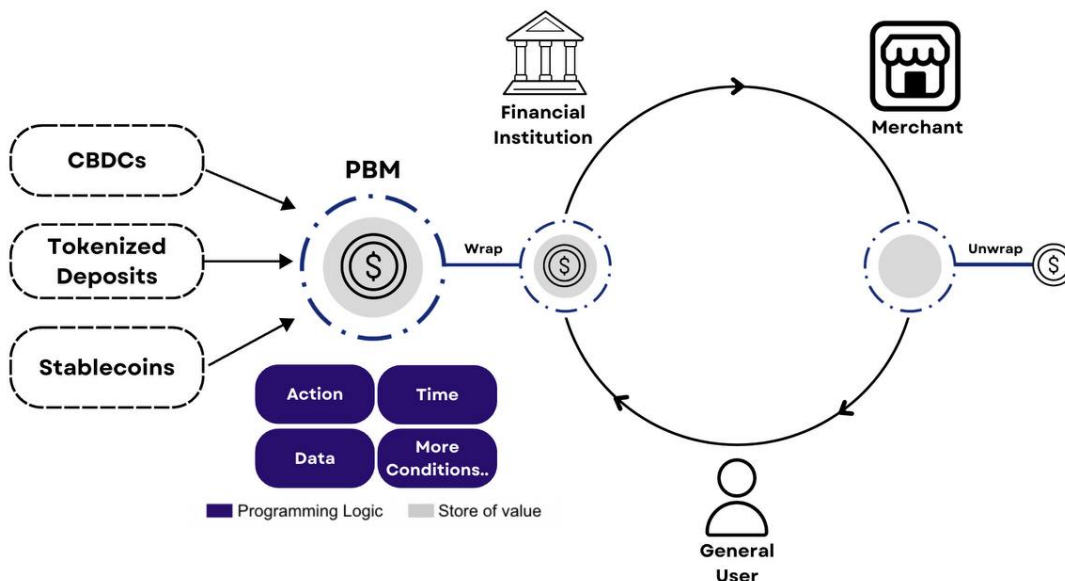 CBDCs
Tokenized
Deposits
Stablecoins
PBM
$
Wrap
Action
Time
Data
More
Conditions..
Programming Logic
Store of value
Financial
Institution
$
Merchant
Unwrap
$
General
User